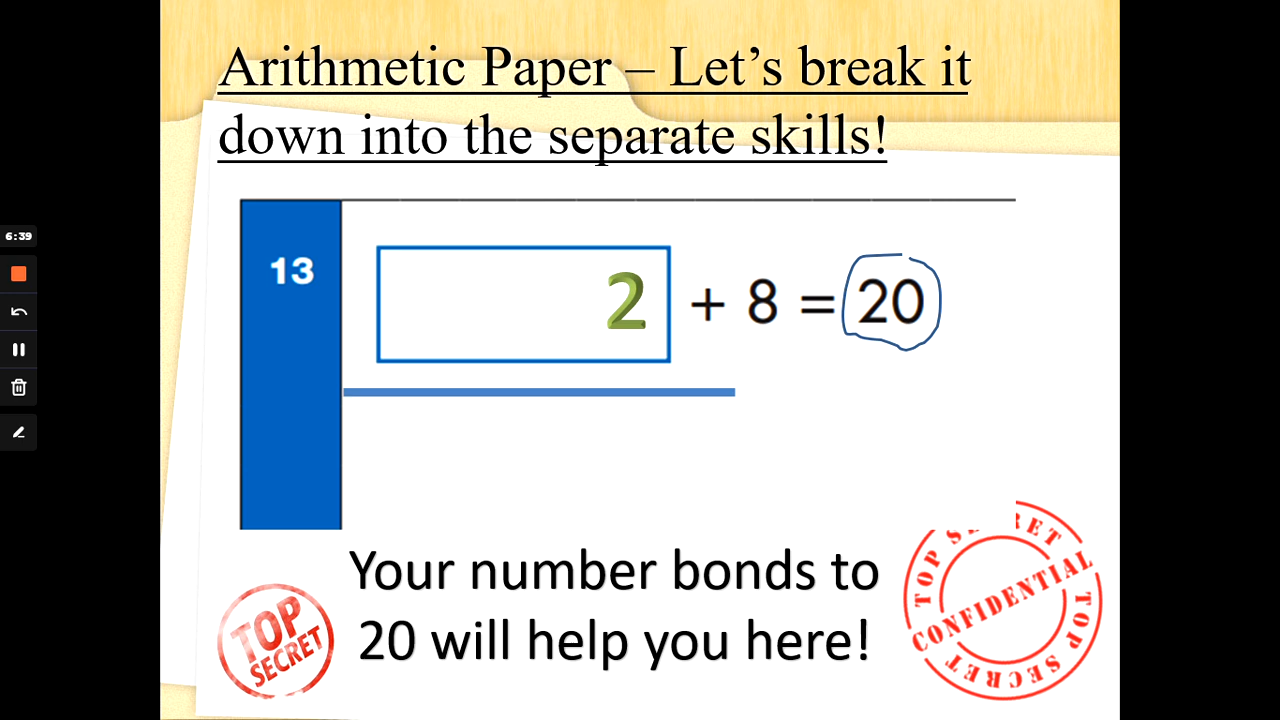 Arithmetic Paper – Let's break it
down into the separate skills!
6:39
13
2 + 8 = 20
Your number bonds to
20 will help you here!
TOP
SECRET
TOP SECRET
CONFIDENTIAL
TOP SECRET